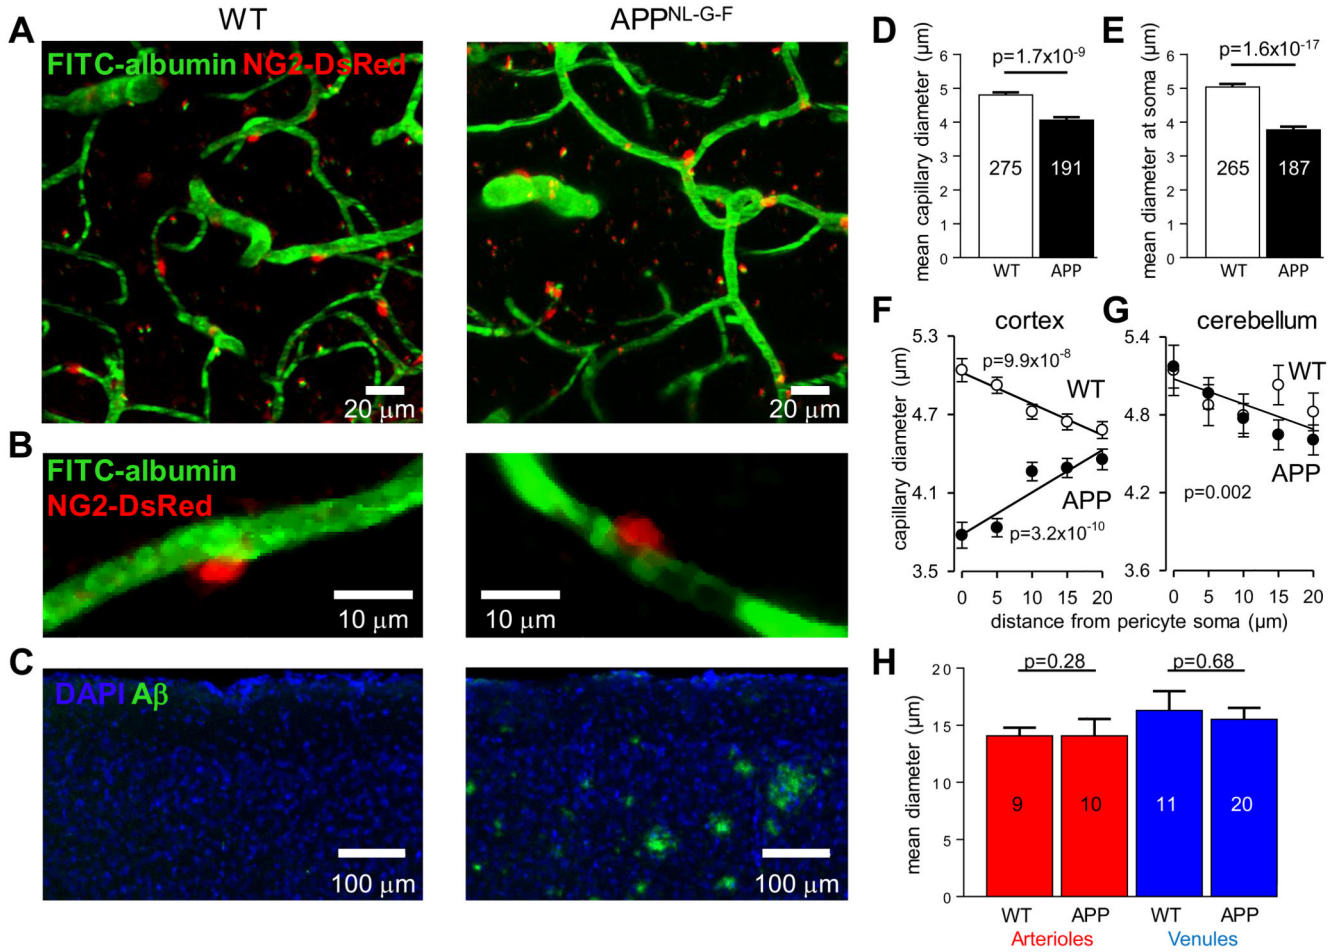 WT
APP^NL-G-F
A
FITC-albumin NG2-DsRed
20 μm
20 μm
B
FITC-albumin
NG2-DsRed
10 μm
10 μm
C
DAPI Aβ
100 μm
100 μm
D
mean capillary diameter (μm)
p=1.7x10^-9
6
5
4
3
2
1
0
275
191
WT
APP
E
mean diameter at soma (μm)
p=1.6x10^-17
6
5
4
3
2
1
0
265
187
WT
APP
F
cortex
capillary diameter (μm)
5.3
4.7
4.1
3.5
p=9.9x10^-8
WT
APP
p=3.2x10^-10
0 5 10 15 20
G
cerebellum
5.4
4.8
4.2
3.6
WT
APP
p=0.002
0 5 10 15 20
distance from pericyte soma (μm)
H
mean diameter (μm)
20
15
10
5
0
p=0.28
p=0.68
9
10
11
20
WT APP WT APP
Arterioles Venules